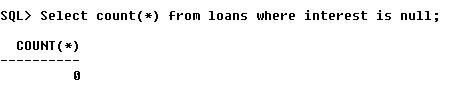 SQL> Select count(*) from loans where interest is null;
COUNT(*)
----------
0